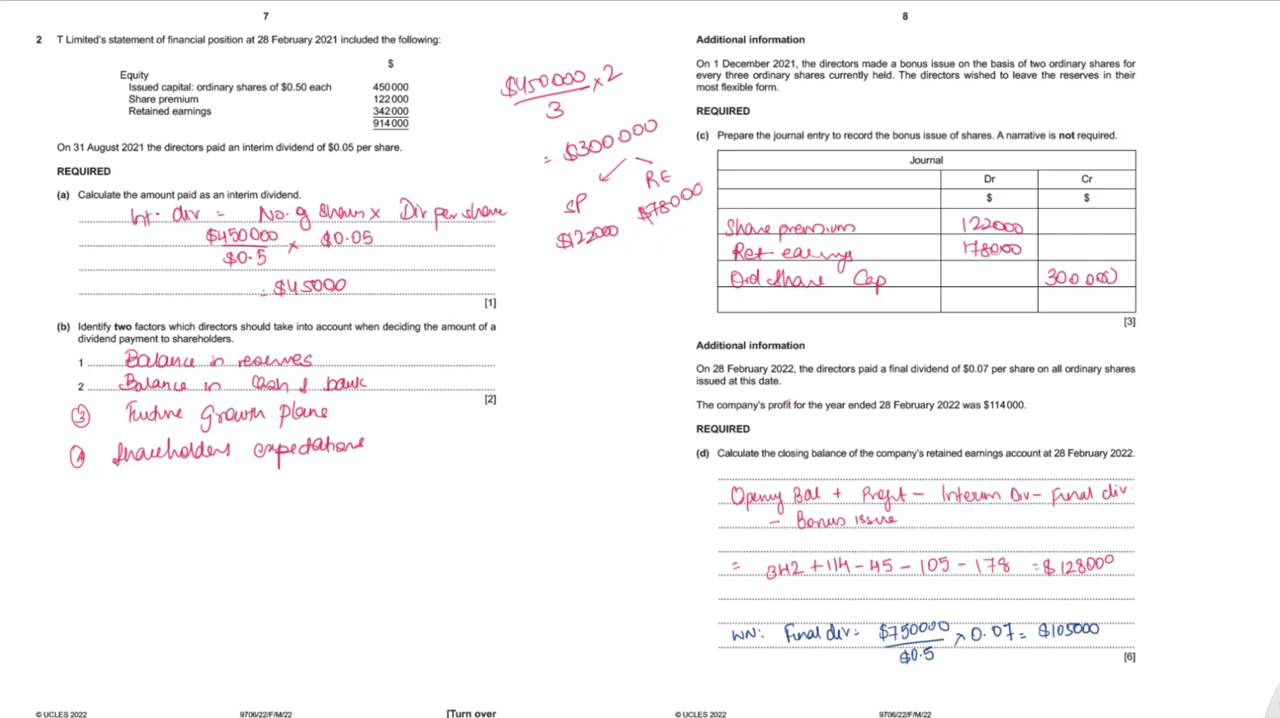 7
2 T Limited's statement of financial position at 28 February 2021 included the following:
$
Equity
Issued capital: ordinary shares of $0.50 each 450000
Share premium 122000
Retained earnings 342000
914000
On 31 August 2021 the directors paid an interim dividend of $0.05 per share.
REQUIRED
(a) Calculate the amount paid as an interim dividend.
Int. div = No. of shares x Div per share
$450000 / $0.5 x $0.05
= $45000
[1]
(b) Identify two factors which directors should take into account when deciding the amount of a
dividend payment to shareholders.
1 Balance in reserves
2 Balance in cash & bank
[2]
③ Future growth plans
④ Shareholders expectations
$450000 x 2
3
= $300000
SP RE
$122000 $178000
© UCLES 2022 9706/22/F/M/22 [Turn over
8
Additional information
On 1 December 2021, the directors made a bonus issue on the basis of two ordinary shares for
every three ordinary shares currently held. The directors wished to leave the reserves in their
most flexible form.
REQUIRED
(c) Prepare the journal entry to record the bonus issue of shares. A narrative is not required.
Journal
Dr Cr
$ $
Share premium 122000
Ret earnings 178000
Ord share Cap 300000
[3]
Additional information
On 28 February 2022, the directors paid a final dividend of $0.07 per share on all ordinary shares
issued at this date.
The company's profit for the year ended 28 February 2022 was $114000.
REQUIRED
(d) Calculate the closing balance of the company's retained earnings account at 28 February 2022.
Opening Bal + Profit - Interim Div - Final div
- Bonus issue
= 342 + 114 - 45 - 105 - 178 = $128000
WN: Final div: $750000 / $0.5 x 0.07 = $105000
[6]
© UCLES 2022 9706/22/F/M/22